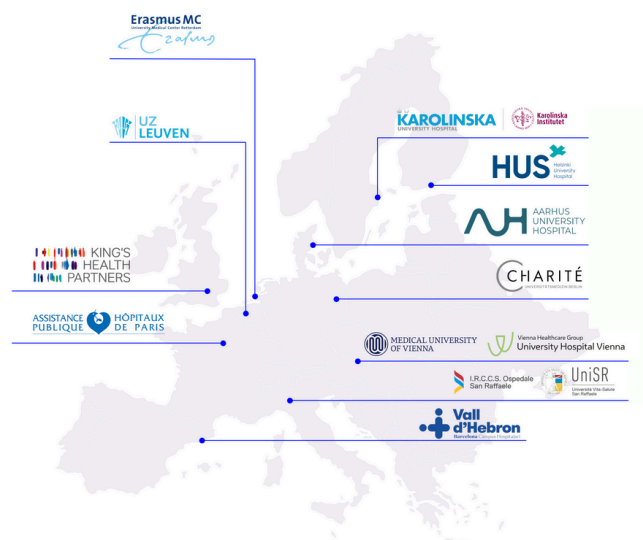 Erasmus MC
University Medical Center Rotterdam
Erasmus
UZ
LEUVEN
KAROLINSKA
UNIVERSITY HOSPITAL
Karolinska
Institutet
HUS
Helsinki
University
Hospital
AARHUS
UNIVERSITY
HOSPITAL
KING'S
HEALTH
PARTNERS
CHARITÉ
UNIVERSITÄTSMEDIZIN BERLIN
ASSISTANCE HÔPITAUX
PUBLIQUE DE PARIS
MEDICAL UNIVERSITY
OF VIENNA
Vienna Healthcare Group
University Hospital Vienna
I.R.C.C.S. Ospedale
San Raffaele
UniSR
Università Vita-Salute
San Raffaele
Vall
d'Hebron
Barcelona Campus Hospitalari